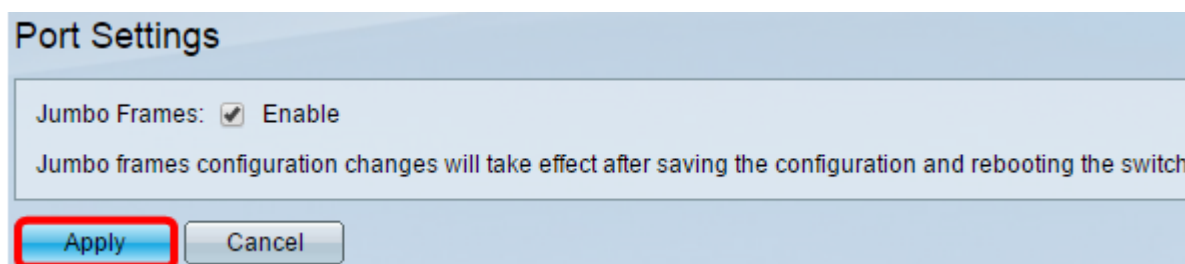 Port Settings
Jumbo Frames: Enable
Jumbo frames configuration changes will take effect after saving the configuration and rebooting the switch
Apply Cancel